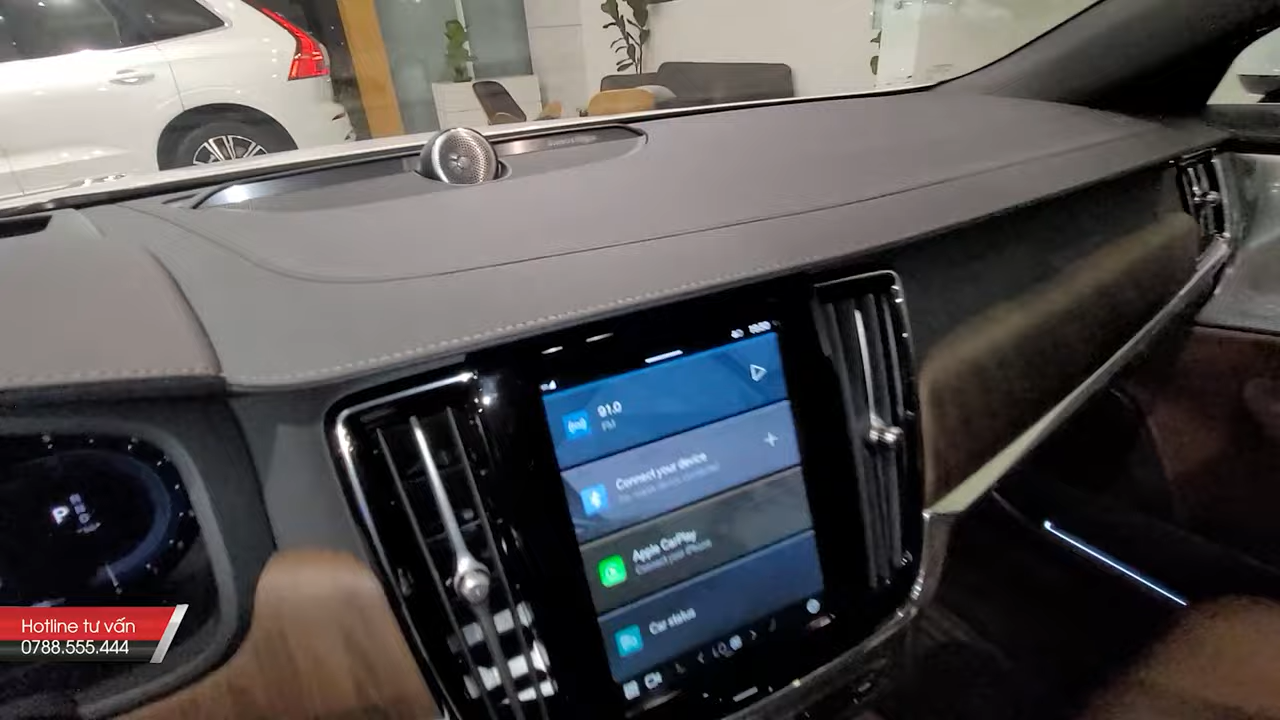 91.0
FM
Connect your device
Apple CarPlay
Connect your iPhone
Car status
P
Hotline tư vấn
0788.555.444